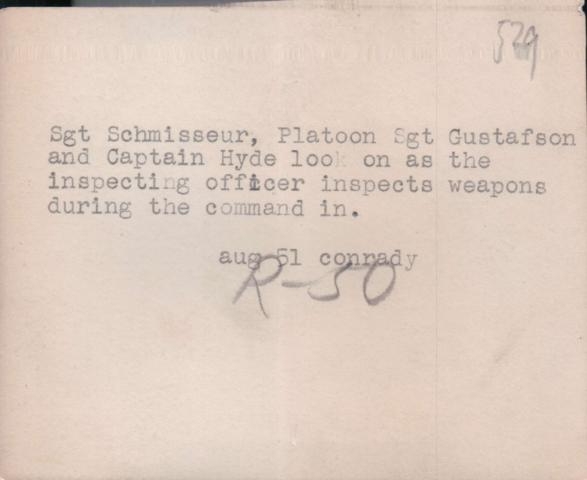 529
Sgt Schmisseur, Platoon Sgt Gustafson
and Captain Hyde look on as the
inspecting officer inspects weapons
during the command in.
aug 51 conrady
R-50